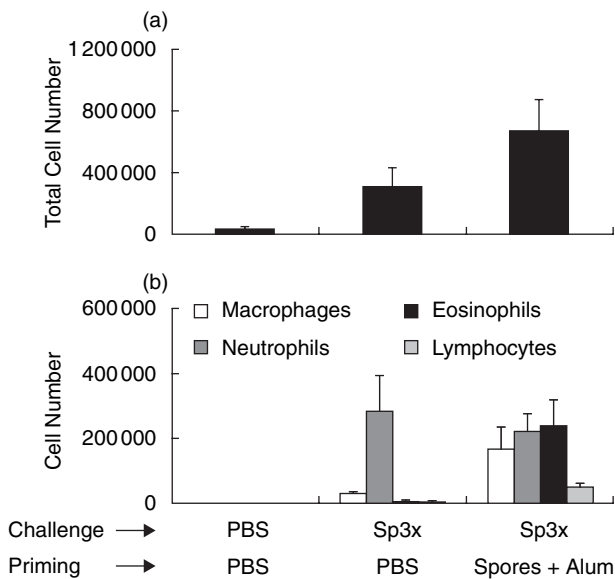 (a)
1 200 000
800 000
400 000
0
Total Cell Number
(b)
600 000
400 000
200 000
0
Cell Number
Macrophages
Eosinophils
Neutrophils
Lymphocytes
Challenge → PBS Sp3x Sp3x
Priming → PBS PBS Spores + Alum